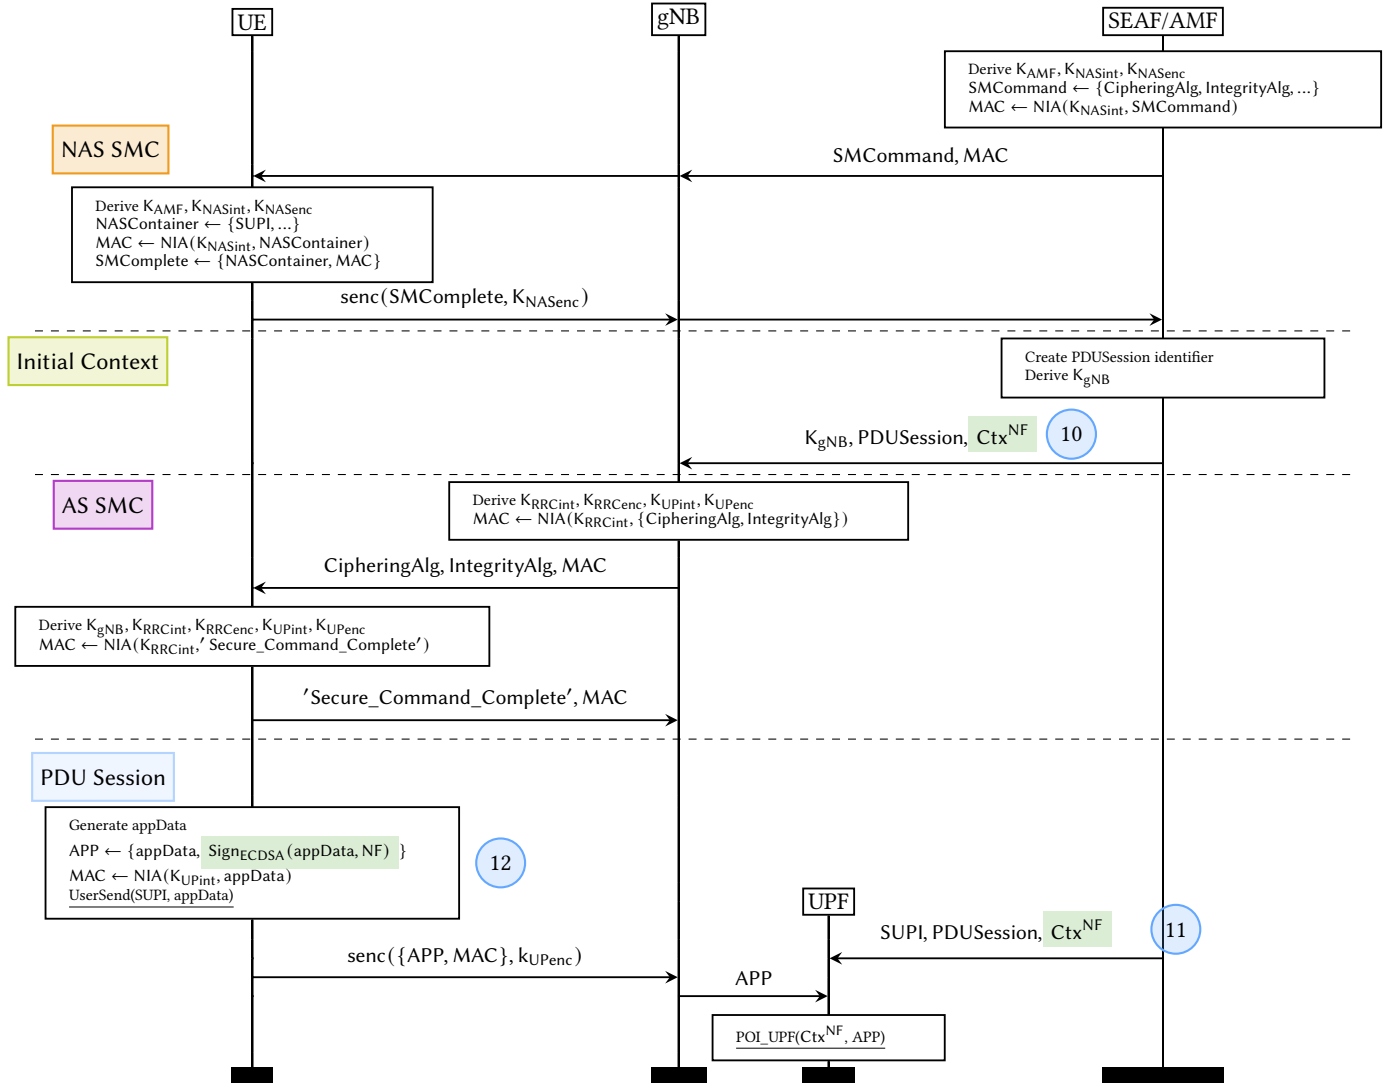 UE
gNB
SEAF/AMF
Derive K_AMF, K_NASint, K_NASenc
SMCommand ← {CipheringAlg, IntegrityAlg, ...}
MAC ← NIA(K_NASint, SMCommand)
NAS SMC
SMCommand, MAC
Derive K_AMF, K_NASint, K_NASenc
NASContainer ← {SUPI, ...}
MAC ← NIA(K_NASint, NASContainer)
SMComplete ← {NASContainer, MAC}
senc(SMComplete, K_NASenc)
Initial Context
Create PDUSession identifier
Derive K_gNB
K_gNB, PDUSession, Ctx^NF
10
AS SMC
Derive K_RRCint, K_RRCenc, K_UPint, K_UPenc
MAC ← NIA(K_RRCint, {CipheringAlg, IntegrityAlg})
CipheringAlg, IntegrityAlg, MAC
Derive K_gNB, K_RRCint, K_RRCenc, K_UPint, K_UPenc
MAC ← NIA(K_RRCint,′ Secure_Command_Complete′)
′Secure_Command_Complete′, MAC
PDU Session
Generate appData
APP ← {appData, Sign_ECDSA(appData, NF) }
MAC ← NIA(K_UPint, appData)
UserSend(SUPI, appData)
12
UPF
SUPI, PDUSession, Ctx^NF
11
senc({APP, MAC}, k_UPenc)
APP
POI_UPF(Ctx^NF, APP)